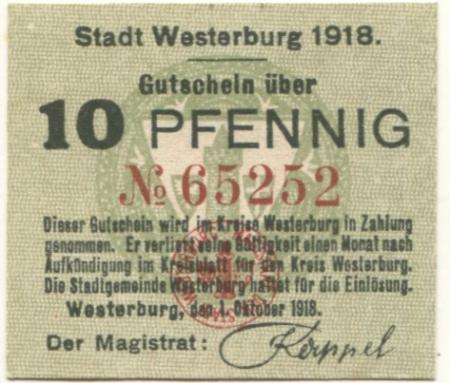 Stadt Westerburg 1918.
Gutschein über
10 PFENNIG
№ 65252
Dieser Gutschein wird im Kreise Westerburg in Zahlung
genommen. Er verliert seine Gültigkeit einen Monat nach
Aufkündigung im Kreisblatt für den Kreis Westerburg.
Die Stadtgemeinde Westerburg haftet für die Einlösung.
Westerburg, den 1. Oktober 1918.
Der Magistrat: Kappel